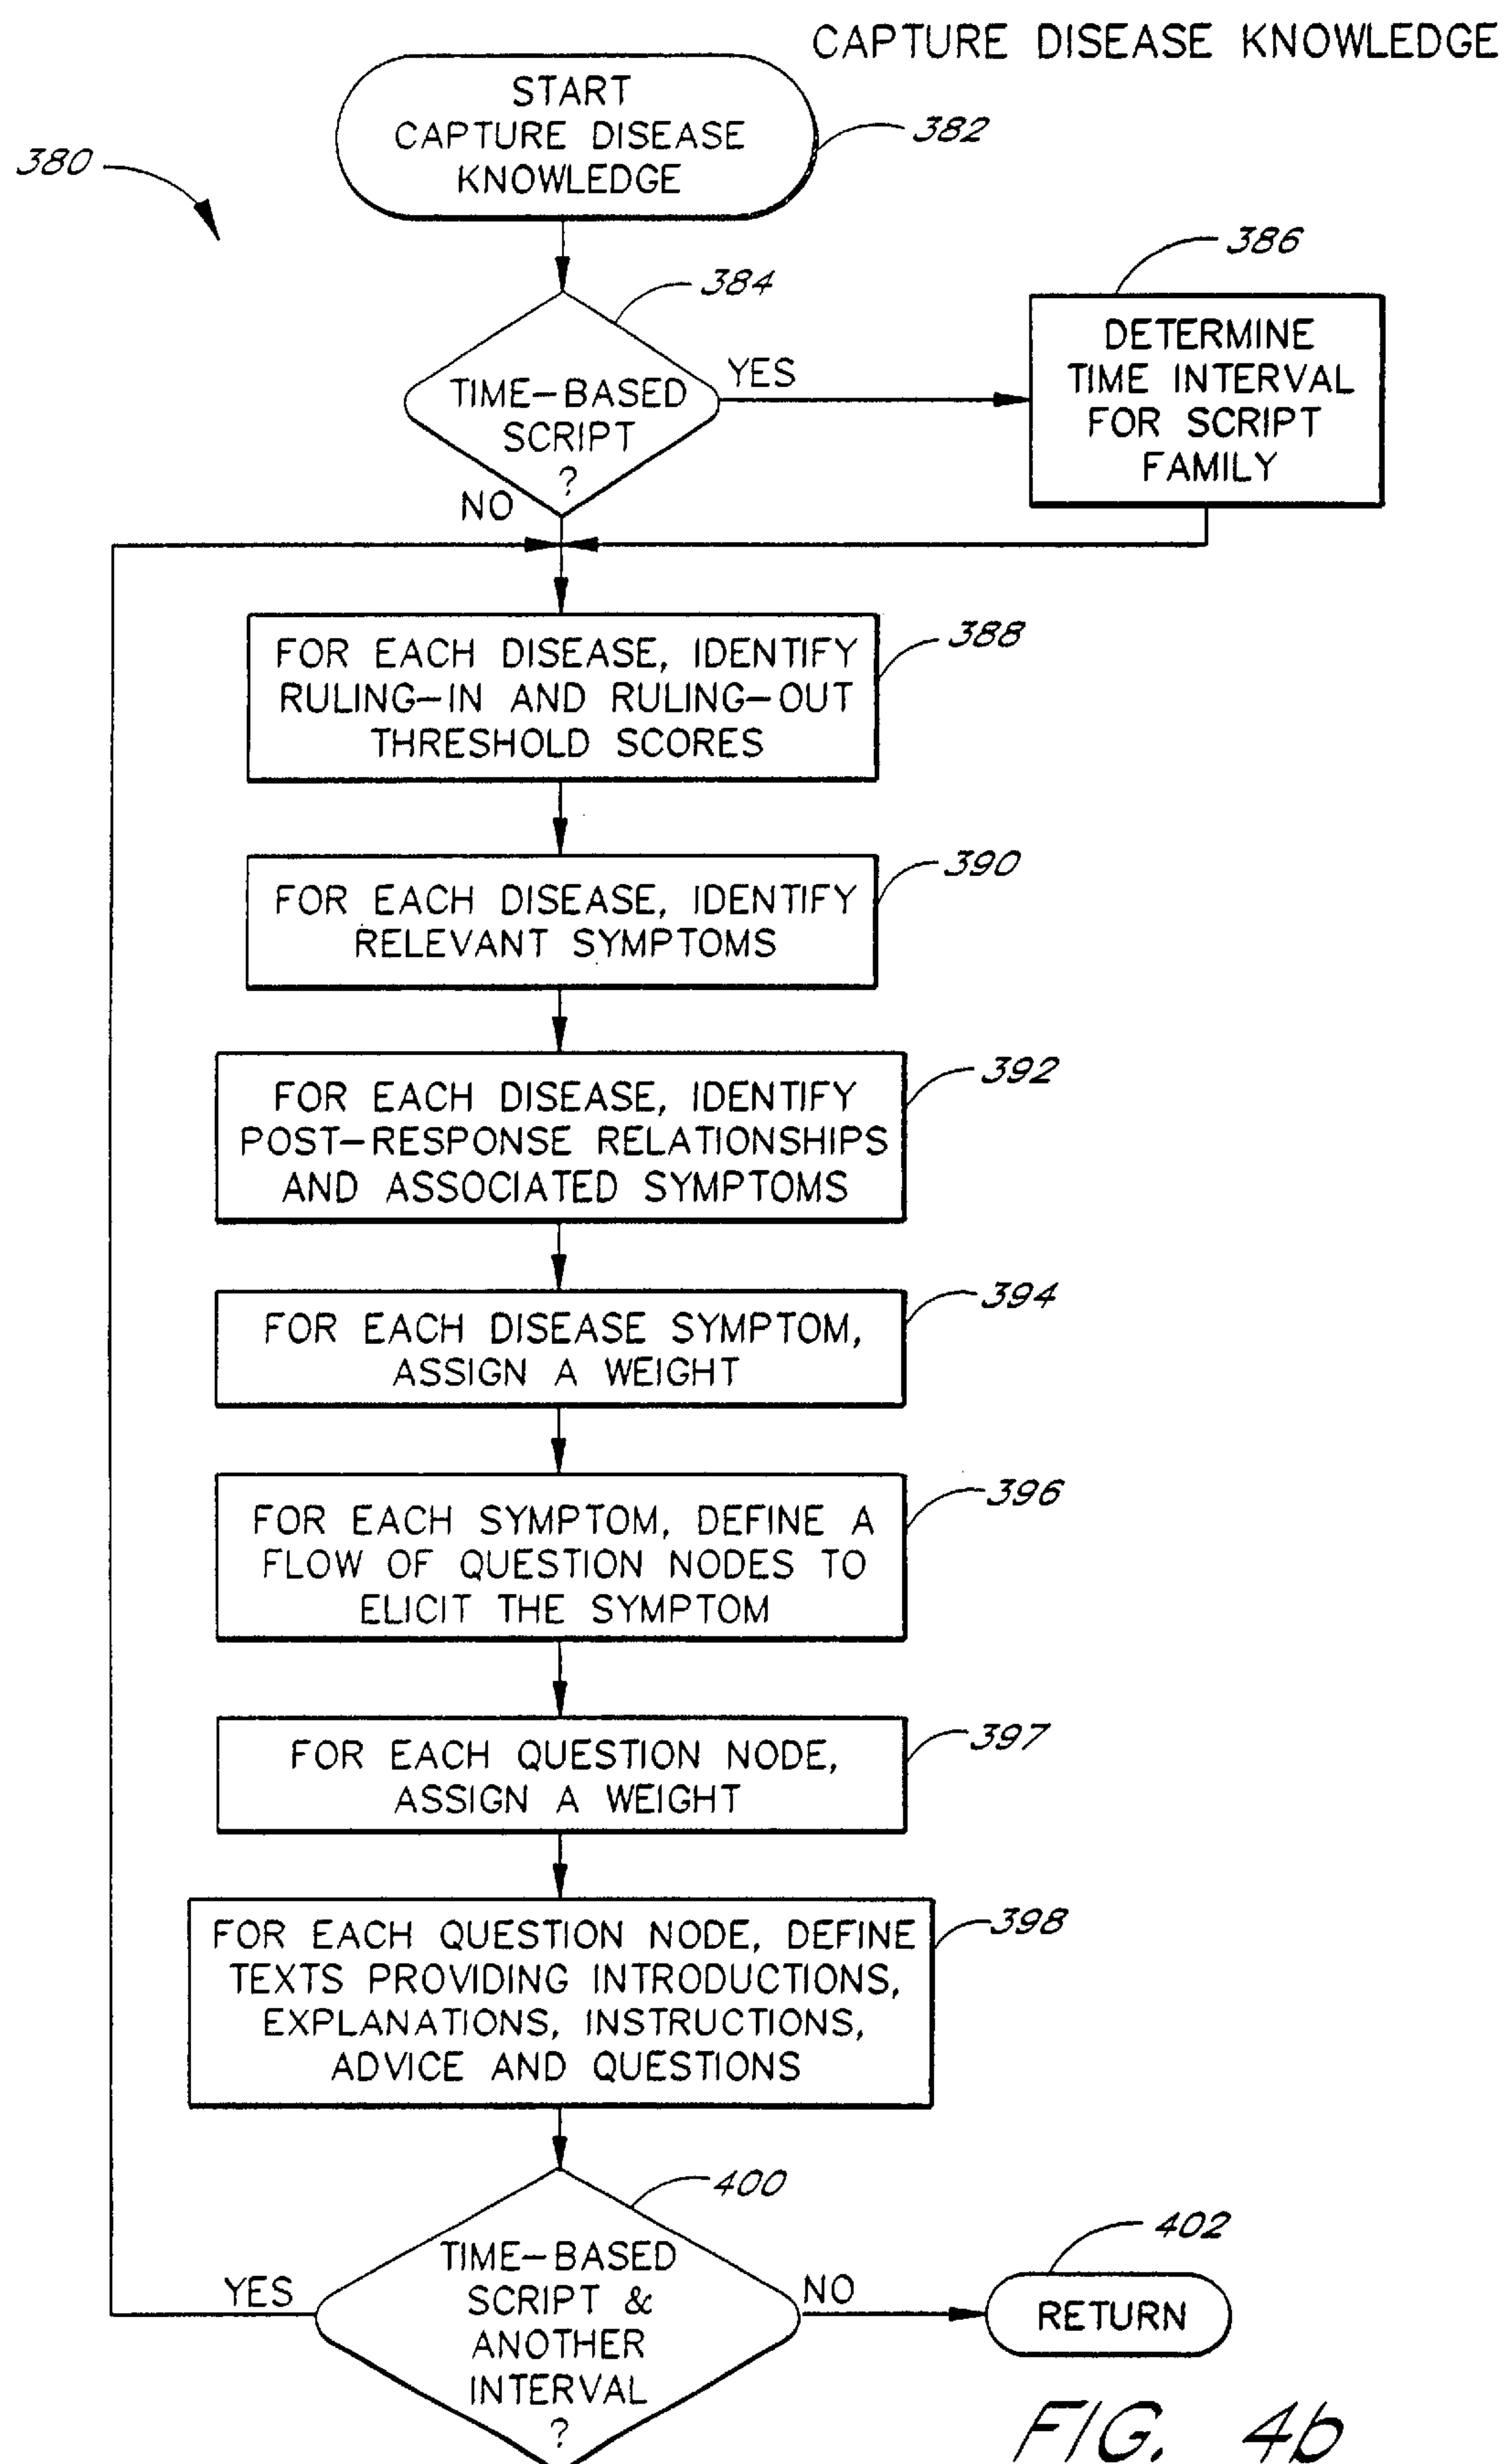 CAPTURE DISEASE KNOWLEDGE
START
CAPTURE DISEASE
KNOWLEDGE
382
380
384
386
TIME-BASED
SCRIPT
?
YES
NO
DETERMINE
TIME INTERVAL
FOR SCRIPT
FAMILY
FOR EACH DISEASE, IDENTIFY
RULING-IN AND RULING-OUT
THRESHOLD SCORES
388
FOR EACH DISEASE, IDENTIFY
RELEVANT SYMPTOMS
390
FOR EACH DISEASE, IDENTIFY
POST-RESPONSE RELATIONSHIPS
AND ASSOCIATED SYMPTOMS
392
FOR EACH DISEASE SYMPTOM,
ASSIGN A WEIGHT
394
FOR EACH SYMPTOM, DEFINE A
FLOW OF QUESTION NODES TO
ELICIT THE SYMPTOM
396
FOR EACH QUESTION NODE,
ASSIGN A WEIGHT
397
FOR EACH QUESTION NODE, DEFINE
TEXTS PROVIDING INTRODUCTIONS,
EXPLANATIONS, INSTRUCTIONS,
ADVICE AND QUESTIONS
398
400
TIME-BASED
SCRIPT &
ANOTHER
INTERVAL
?
YES
NO
402
RETURN
FIG. 4b